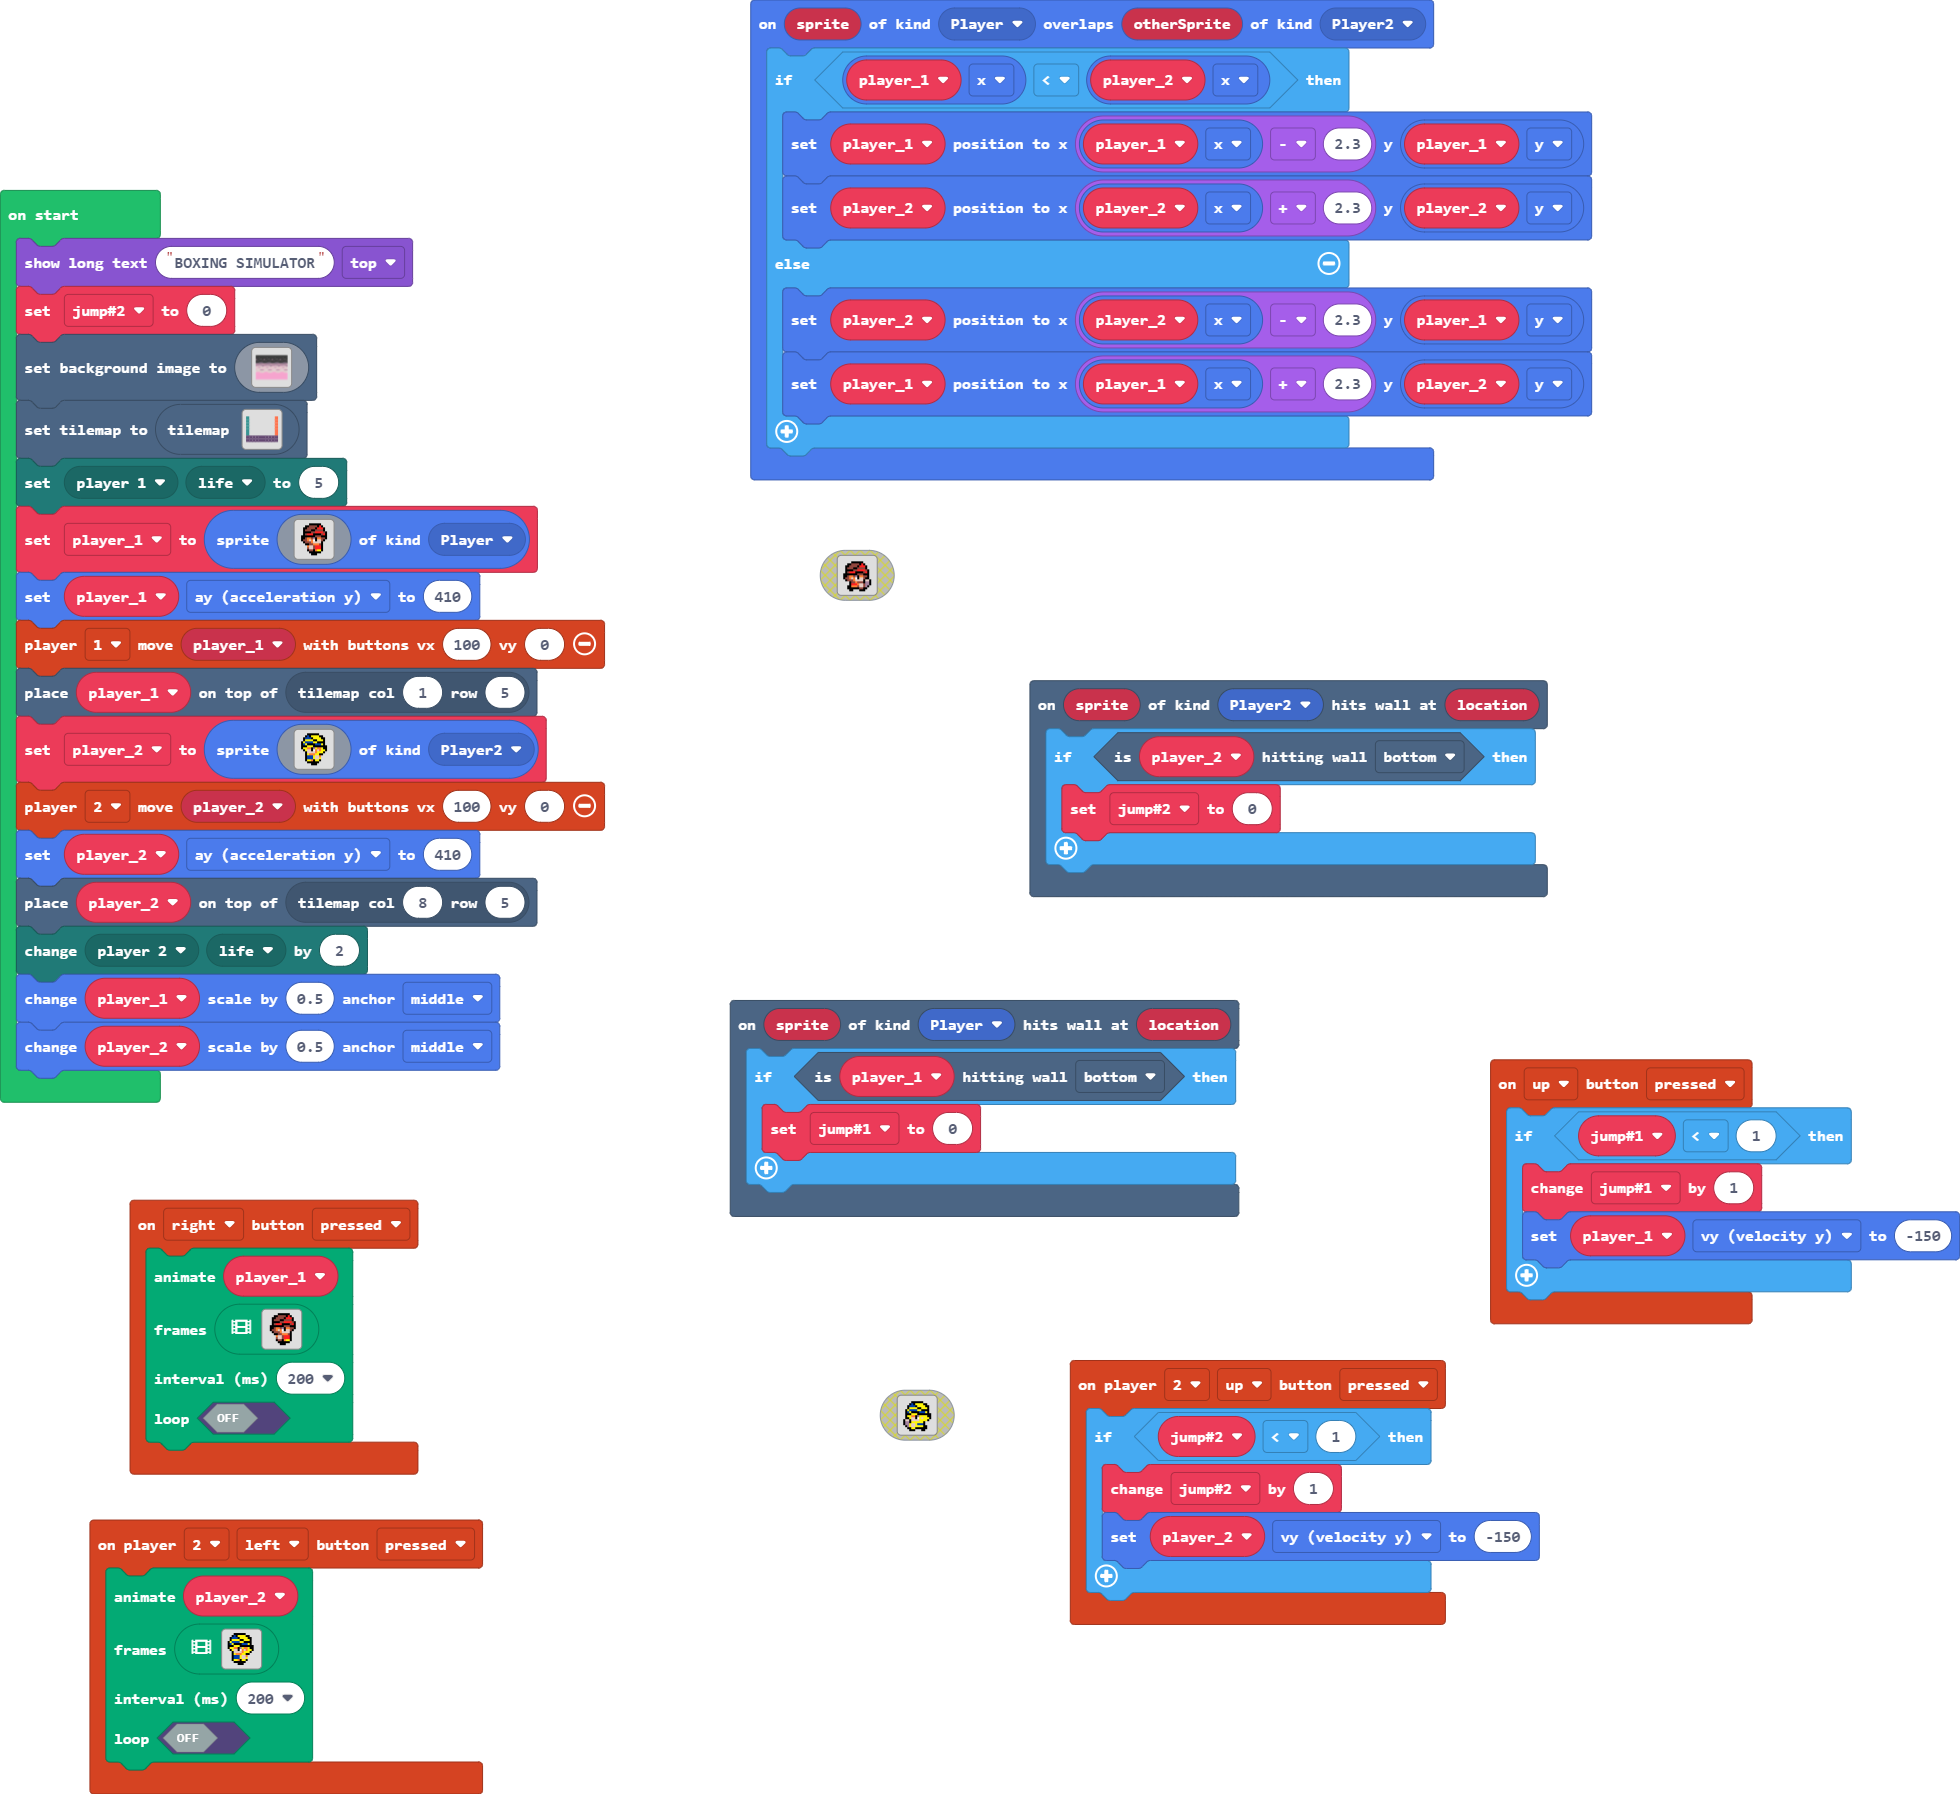 on start
show long text "BOXING SIMULATOR" top
set jump#2 to 0
set background image to
set tilemap to tilemap
set player 1 life to 5
set player_1 to sprite of kind Player
set player_1 ay (acceleration y) to 410
player 1 move player_1 with buttons vx 100 vy 0
place player_1 on top of tilemap col 1 row 5
set player_2 to sprite of kind Player2
player 2 move player_2 with buttons vx 100 vy 0
set player_2 ay (acceleration y) to 410
place player_2 on top of tilemap col 8 row 5
change player 2 life by 2
change player_1 scale by 0.5 anchor middle
change player_2 scale by 0.5 anchor middle
on right button pressed
animate player_1
frames
interval (ms) 200
loop OFF
on player 2 left button pressed
animate player_2
frames
interval (ms) 200
loop OFF
on sprite of kind Player overlaps otherSprite of kind Player2
if player_1 x < player_2 x then
set player_1 position to x player_1 x - 2.3 y player_1 y
set player_2 position to x player_2 x + 2.3 y player_2 y
else
set player_2 position to x player_2 x - 2.3 y player_1 y
set player_1 position to x player_1 x + 2.3 y player_2 y
on sprite of kind Player2 hits wall at location
if is player_2 hitting wall bottom then
set jump#2 to 0
on sprite of kind Player hits wall at location
if is player_1 hitting wall bottom then
set jump#1 to 0
on up button pressed
if jump#1 < 1 then
change jump#1 by 1
set player_1 vy (velocity y) to -150
on player 2 up button pressed
if jump#2 < 1 then
change jump#2 by 1
set player_2 vy (velocity y) to -150